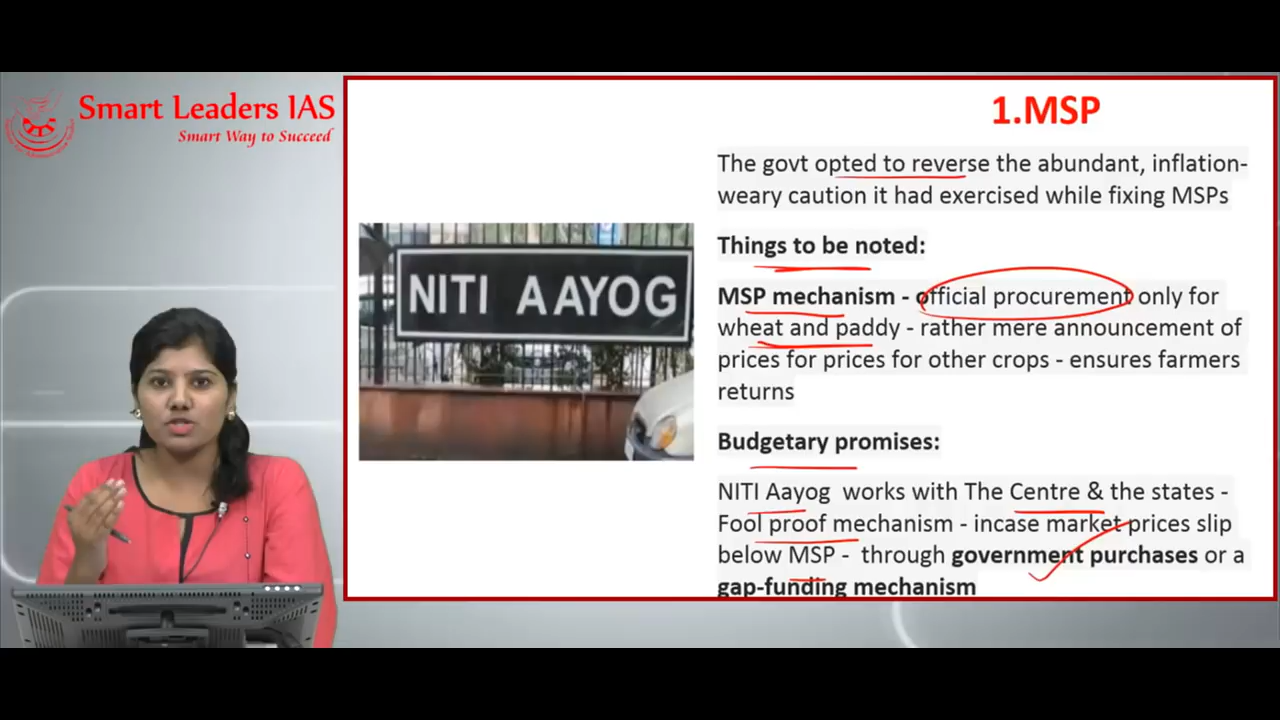 Smart Leaders IAS
Smart Way to Succeed
1.MSP
The govt opted to reverse the abundant, inflation-
weary caution it had exercised while fixing MSPs
Things to be noted:
MSP mechanism - official procurement only for
wheat and paddy - rather mere announcement of
prices for prices for other crops - ensures farmers
returns
NITI AAYOG
Budgetary promises:
NITI Aayog works with The Centre & the states -
Fool proof mechanism - incase market prices slip
below MSP - through government purchases or a
gap-funding mechanism